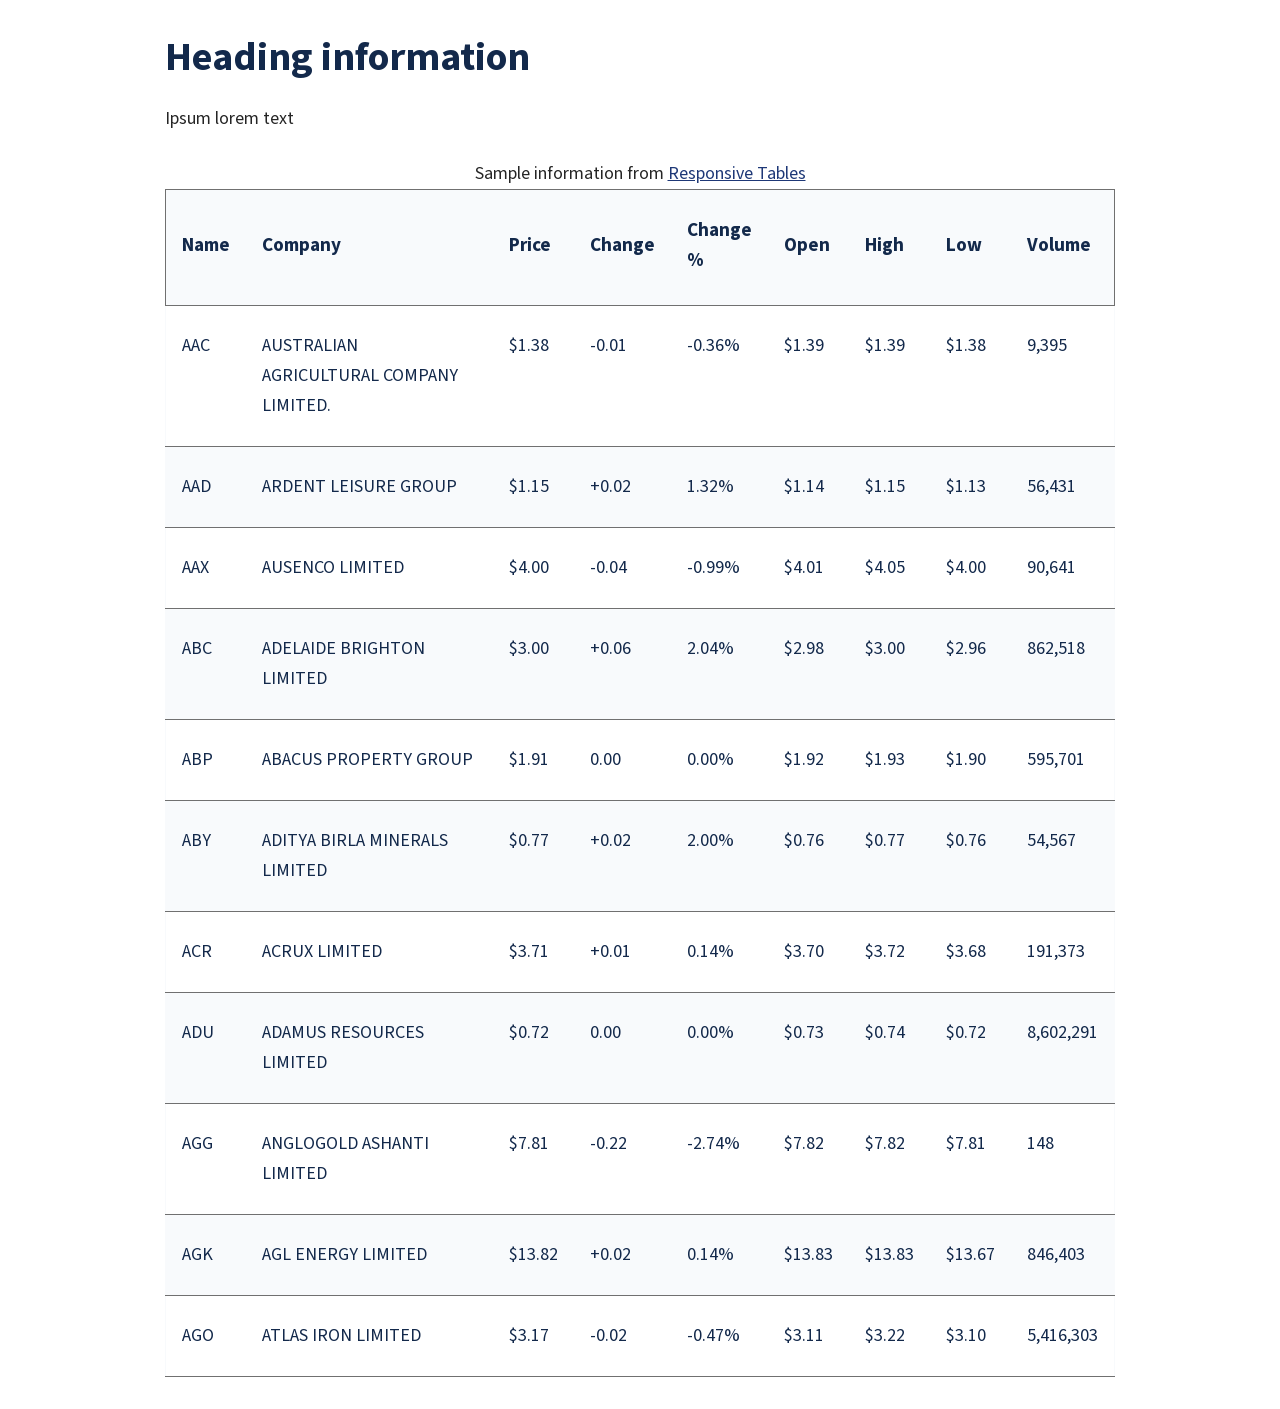 Heading information
Ipsum lorem text
Sample information from Responsive Tables
Name Company Price Change Change % Open High Low Volume
AAC AUSTRALIAN AGRICULTURAL COMPANY LIMITED. $1.38 -0.01 -0.36% $1.39 $1.39 $1.38 9,395
AAD ARDENT LEISURE GROUP $1.15 +0.02 1.32% $1.14 $1.15 $1.13 56,431
AAX AUSENCO LIMITED $4.00 -0.04 -0.99% $4.01 $4.05 $4.00 90,641
ABC ADELAIDE BRIGHTON LIMITED $3.00 +0.06 2.04% $2.98 $3.00 $2.96 862,518
ABP ABACUS PROPERTY GROUP $1.91 0.00 0.00% $1.92 $1.93 $1.90 595,701
ABY ADITYA BIRLA MINERALS LIMITED $0.77 +0.02 2.00% $0.76 $0.77 $0.76 54,567
ACR ACRUX LIMITED $3.71 +0.01 0.14% $3.70 $3.72 $3.68 191,373
ADU ADAMUS RESOURCES LIMITED $0.72 0.00 0.00% $0.73 $0.74 $0.72 8,602,291
AGG ANGLOGOLD ASHANTI LIMITED $7.81 -0.22 -2.74% $7.82 $7.82 $7.81 148
AGK AGL ENERGY LIMITED $13.82 +0.02 0.14% $13.83 $13.83 $13.67 846,403
AGO ATLAS IRON LIMITED $3.17 -0.02 -0.47% $3.11 $3.22 $3.10 5,416,303